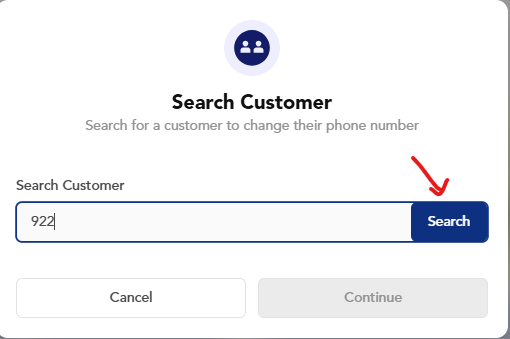 Search Customer
Search for a customer to change their phone number
Search Customer
922
Search
Cancel
Continue